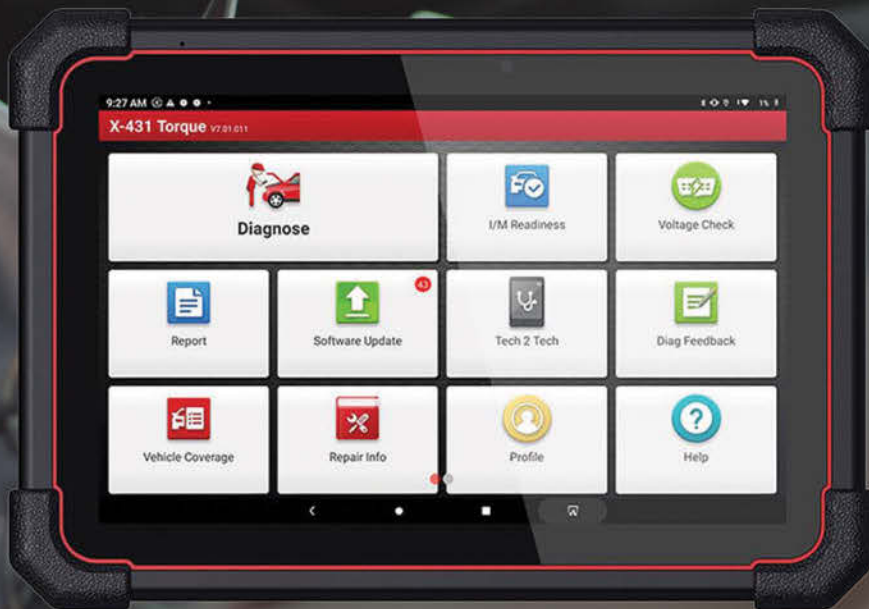 9:27 AM
1%
X-431 Torque V7.01.011
Diagnose
I/M Readiness
Voltage Check
Report
43
Software Update
Tech 2 Tech
Diag Feedback
Vehicle Coverage
Repair Info
Profile
Help